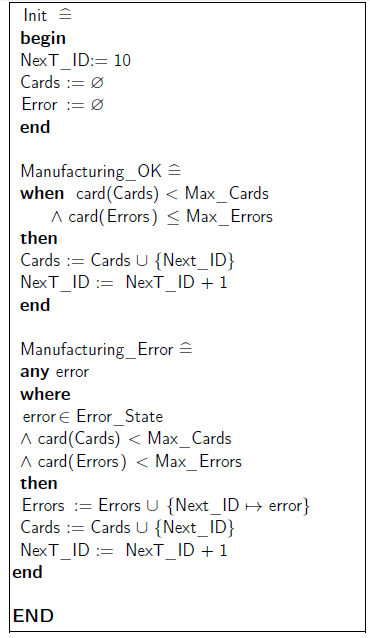 Init ≙
begin
NexT_ID:= 10
Cards := ∅
Error := ∅
end
Manufacturing_OK ≙
when card(Cards) < Max_Cards
∧ card(Errors) ≤ Max_Errors
then
Cards := Cards ∪ {Next_ID}
NexT_ID := NexT_ID + 1
end
Manufacturing_Error ≙
any error
where
error∈ Error_State
∧ card(Cards) < Max_Cards
∧ card(Errors) < Max_Errors
then
Errors := Errors ∪ {Next_ID ↦ error}
Cards := Cards ∪ {Next_ID}
NexT_ID := NexT_ID + 1
end
END